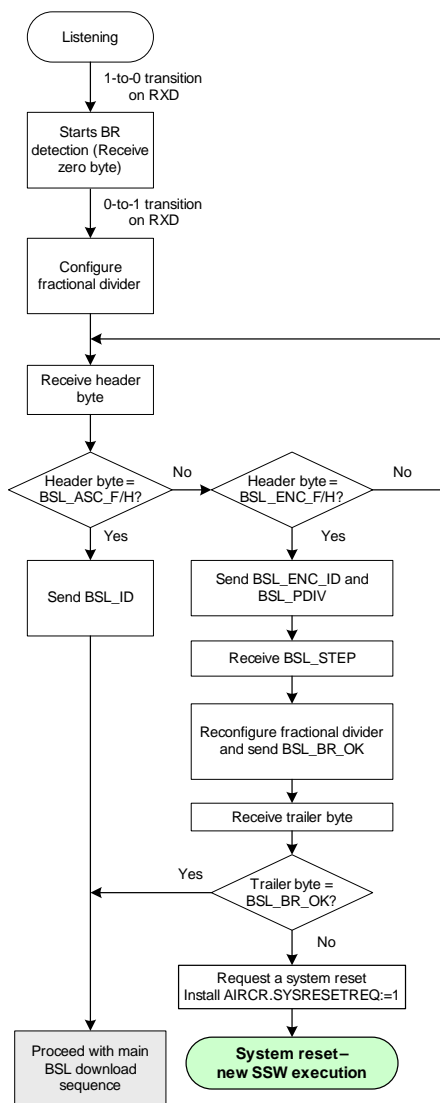 Listening
1-to-0 transition
on RXD
Starts BR
detection (Receive
zero byte)
0-to-1 transition
on RXD
Configure
fractional divider
Receive header
byte
Header byte =
BSL_ASC_F/H?
No
Header byte =
BSL_ENC_F/H?
No
Yes
Yes
Send BSL_ID
Send BSL_ENC_ID and
BSL_PDIV
Receive BSL_STEP
Reconfigure fractional divider
and send BSL_BR_OK
Receive trailer byte
Yes
Trailer byte =
BSL_BR_OK?
No
Request a system reset
Install AIRCR.SYSRESETREQ:=1
Proceed with main
BSL download
sequence
System reset–
new SSW execution